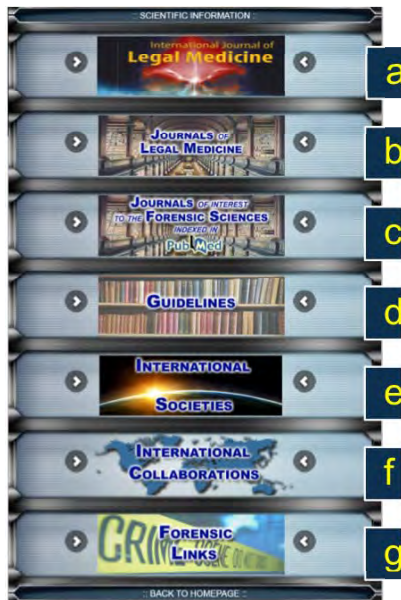 :: SCIENTIFIC INFORMATION ::
International Journal of
Legal Medicine
a
JOURNALS OF
LEGAL MEDICINE
b
JOURNALS OF INTEREST
TO THE FORENSIC SCIENCES
INDEXED IN
PubMed
c
GUIDELINES
d
INTERNATIONAL
SOCIETIES
e
INTERNATIONAL
COLLABORATIONS
f
FORENSIC
LINKS
g
:: BACK TO HOMEPAGE ::